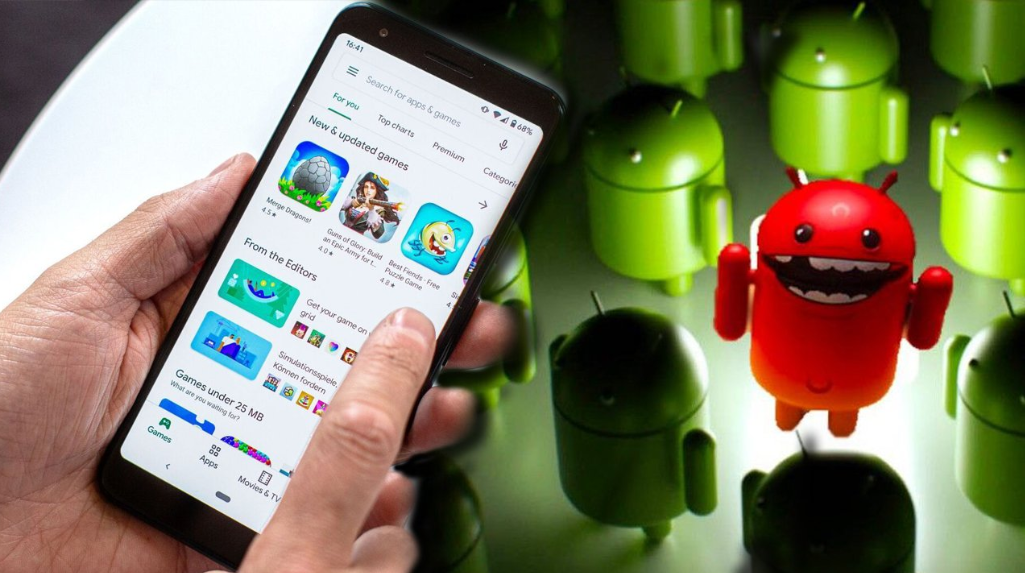 16:41
68%
Search for apps & games
For you
Top charts
Premium
Categori
New & updated games
Merge Dragons!
4.5★
Guns of Glory: Build
an Epic Army for t...
4.0★
Best Fiends - Free
Puzzle Game
4.8★
From the Editors
Get your game on
grid
Simulationsspiele,
Können fordern
Games under 25 MB
What are you waiting for?
Games
Apps
Movies & TV